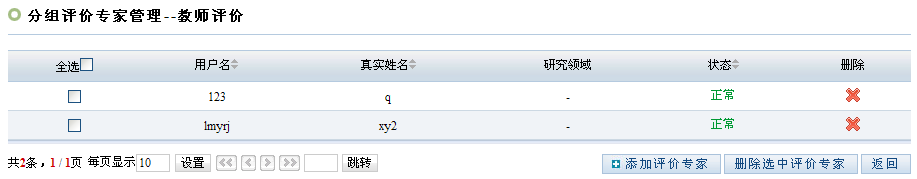 分组评价专家管理--教师评价
全选 用户名 真实姓名 研究领域 状态 删除
123 q - 正常
lmyrj xy2 - 正常
共2条，1 / 1页 每页显示10 设置 跳转 添加评价专家 删除选中评价专家 返回